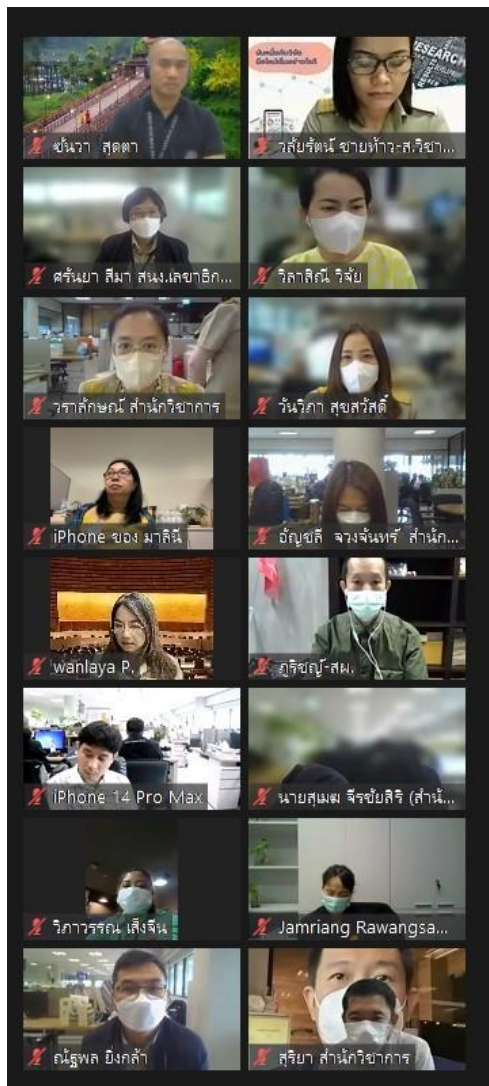 ชันวา สุดตา
RESEARCH
วลัยรัตน์ ชายท้าว-ส.วิชา...
ศรันยา สีมา สนง.เลขาธิก...
วิลาสิณี วิจัย
วราลักษณ์ สำนักวิชาการ
วันวิภา สุขสวัสดิ์
iPhone ของ มาลินี
อัญชลี จวงจันทร์ สำนัก...
wanlaya P.
ภูริชญ์-สผ.
iPhone 14 Pro Max
นายสุเมฆ จีรชัยสิริ (สำนั...
วิภาวรรณ เส็งจีน
Jamriang Rawangsa...
ณัฐพล ยิ่งกล้า
สุริยา สำนักวิชาการ